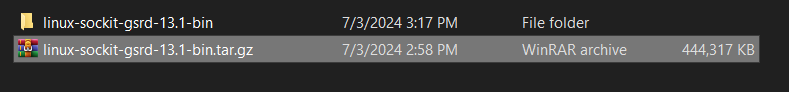 linux-sockit-gsrd-13.1-bin 7/3/2024 3:17 PM File folder
linux-sockit-gsrd-13.1-bin.tar.gz 7/3/2024 2:58 PM WinRAR archive 444,317 KB